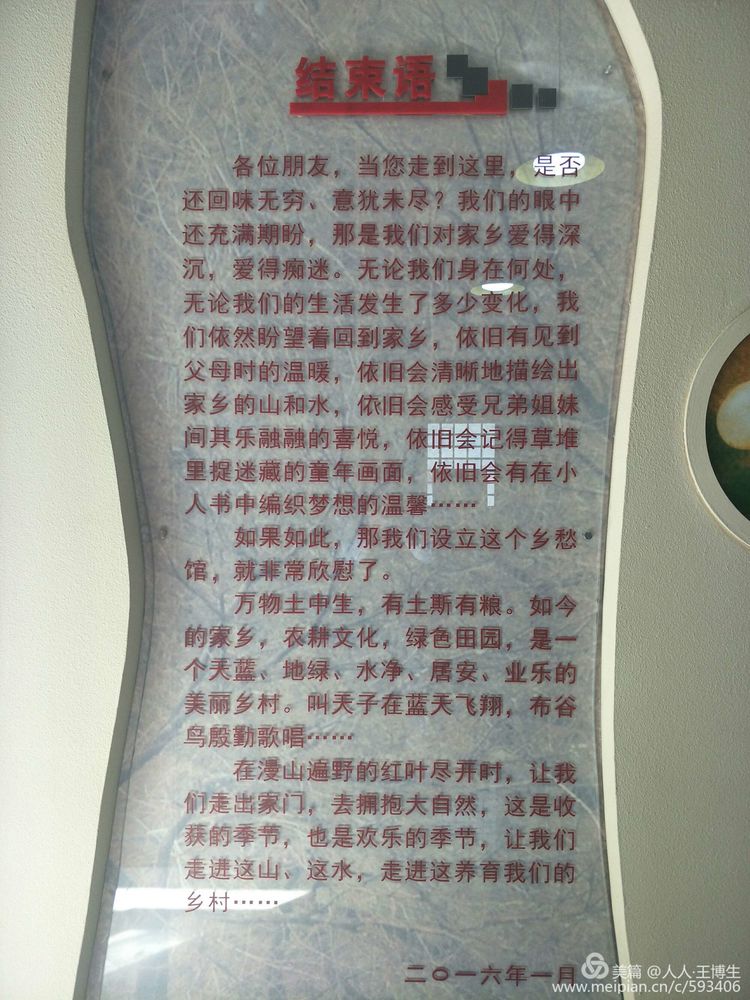 结束语
各位朋友，当您走到这里，是否
还回味无穷、意犹未尽？我们的眼中
还充满期盼，那是我们对家乡爱得深
沉，爱得痴迷。无论我们身在何处，
无论我们的生活发生了多少变化，我
们依然盼望着回到家乡，依旧有见到
父母时的温暖，依旧会清晰地描绘出
家乡的山和水，依旧会感受兄弟姐妹
间其乐融融的喜悦，依旧会记得草堆
里捉迷藏的童年画面，依旧会有在小
人书中编织梦想的温馨……
如果如此，那我们设立这个乡愁
馆，就非常欣慰了。
万物土中生，有土斯有粮。如今
的家乡，农耕文化，绿色田园，是一
个天蓝、地绿、水净、居安、业乐的
美丽乡村。叫天子在蓝天飞翔，布谷
鸟殷勤歌唱……
在漫山遍野的红叶尽开时，让我
们走出家门，去拥抱大自然，这是收
获的季节，也是欢乐的季节，让我们
走进这山、这水，走进这养育我们的
乡村……
二〇一六年一月
美篇 @人人·王博生
www.meipian.cn/c/593406